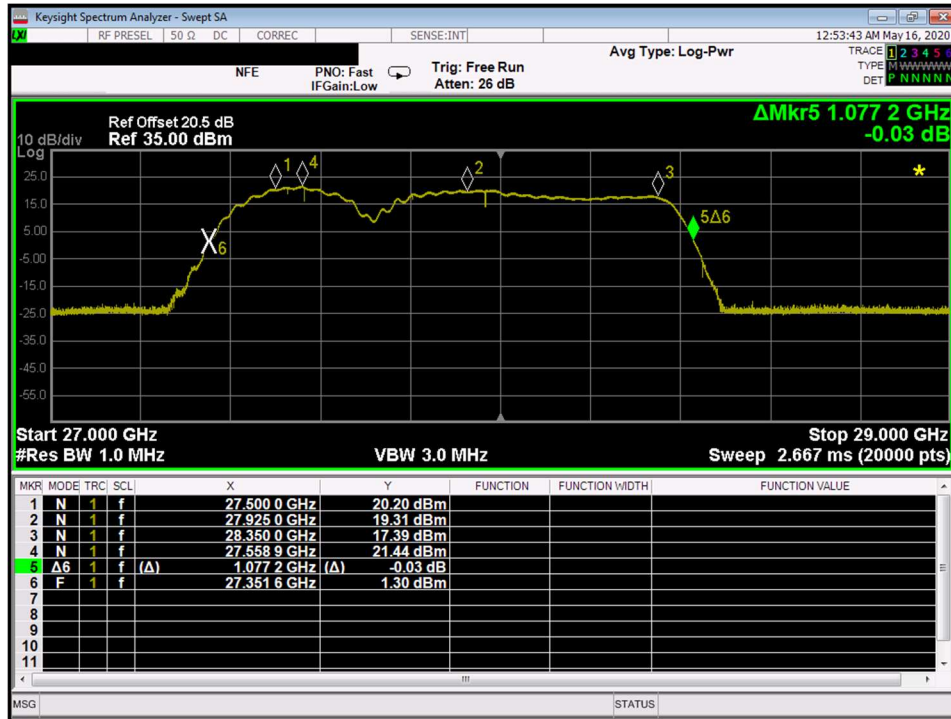 Keysight Spectrum Analyzer - Swept SA
LXI RF PRESEL 50 Ω DC CORREC SENSE:INT 12:53:43 AM May 16, 2020
Avg Type: Log-Pwr TRACE 1 2 3 4 5 6
NFE PNO: Fast Trig: Free Run TYPE M WWWWW
IFGain:Low Atten: 26 dB DET P N N N N N
ΔMkr5 1.077 2 GHz
Ref Offset 20.5 dB -0.03 dB
10 dB/div Ref 35.00 dBm
Log
25.0
15.0
5.00
-5.00
-15.0
-25.0
-35.0
-45.0
-55.0
1 4 2 3 *
6 5Δ6
Start 27.000 GHz Stop 29.000 GHz
#Res BW 1.0 MHz VBW 3.0 MHz Sweep 2.667 ms (20000 pts)
MKR MODE TRC SCL X Y FUNCTION FUNCTION WIDTH FUNCTION VALUE
1 N 1 f 27.500 0 GHz 20.20 dBm
2 N 1 f 27.925 0 GHz 19.31 dBm
3 N 1 f 28.350 0 GHz 17.39 dBm
4 N 1 f 27.558 9 GHz 21.44 dBm
5 Δ6 1 f (Δ) 1.077 2 GHz (Δ) -0.03 dB
6 F 1 f 27.351 6 GHz 1.30 dBm
7
8
9
10
11
MSG STATUS